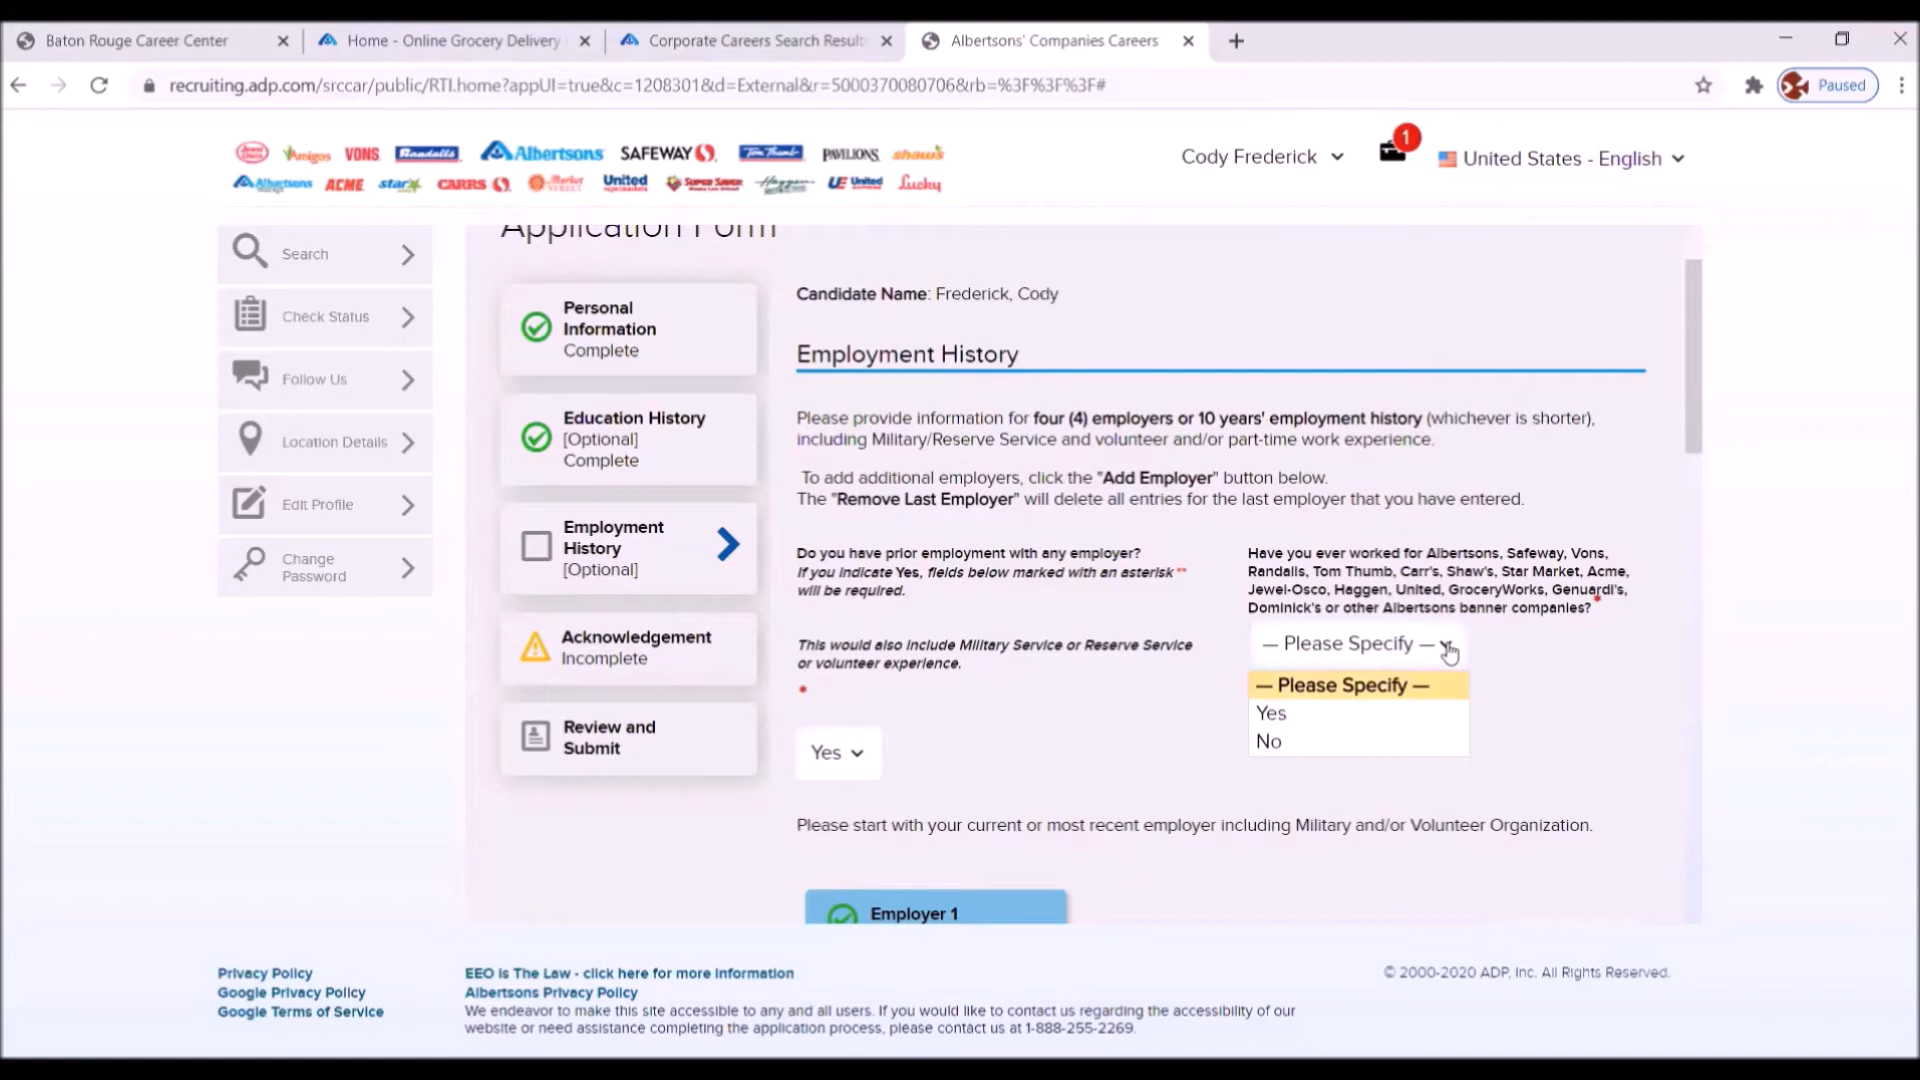 Baton Rouge Career Center
Home - Online Grocery Delivery
Corporate Careers Search Result
Albertsons' Companies Careers
recruiting.adp.com/srccar/public/RTI.home?appUI=true&c=1208301&d=External&r=5000370080706&rb=%3F%3F%3F#
Paused
Amigos VONS Randalls Albertsons SAFEWAY Tom Thumb PAVILIONS shaw's
Albertsons ACME star CARRS MARKET STREET United SUPER SAVER Haggen United Lucky
Cody Frederick
1
United States - English
Search
Check Status
Follow Us
Location Details
Edit Profile
Change
Password
Application Form
Personal
Information
Complete
Education History
[Optional]
Complete
Employment
History
[Optional]
Acknowledgement
Incomplete
Review and
Submit
Candidate Name: Frederick, Cody
Employment History
Please provide information for four (4) employers or 10 years' employment history (whichever is shorter),
including Military/Reserve Service and volunteer and/or part-time work experience.
To add additional employers, click the "Add Employer" button below.
The "Remove Last Employer" will delete all entries for the last employer that you have entered.
Do you have prior employment with any employer?
If you indicate Yes, fields below marked with an asterisk **
will be required.
This would also include Military Service or Reserve Service
or volunteer experience.
*
Yes
Have you ever worked for Albertsons, Safeway, Vons,
Randalls, Tom Thumb, Carr's, Shaw's, Star Market, Acme,
Jewel-Osco, Haggen, United, GroceryWorks, Genuardi's,
Dominick's or other Albertsons banner companies? *
— Please Specify —
— Please Specify —
Yes
No
Please start with your current or most recent employer including Military and/or Volunteer Organization.
Employer 1
Privacy Policy
Google Privacy Policy
Google Terms of Service
EEO is The Law - click here for more information
Albertsons Privacy Policy
We endeavor to make this site accessible to any and all users. If you would like to contact us regarding the accessibility of our
website or need assistance completing the application process, please contact us at 1-888-255-2269.
© 2000-2020 ADP, Inc. All Rights Reserved.